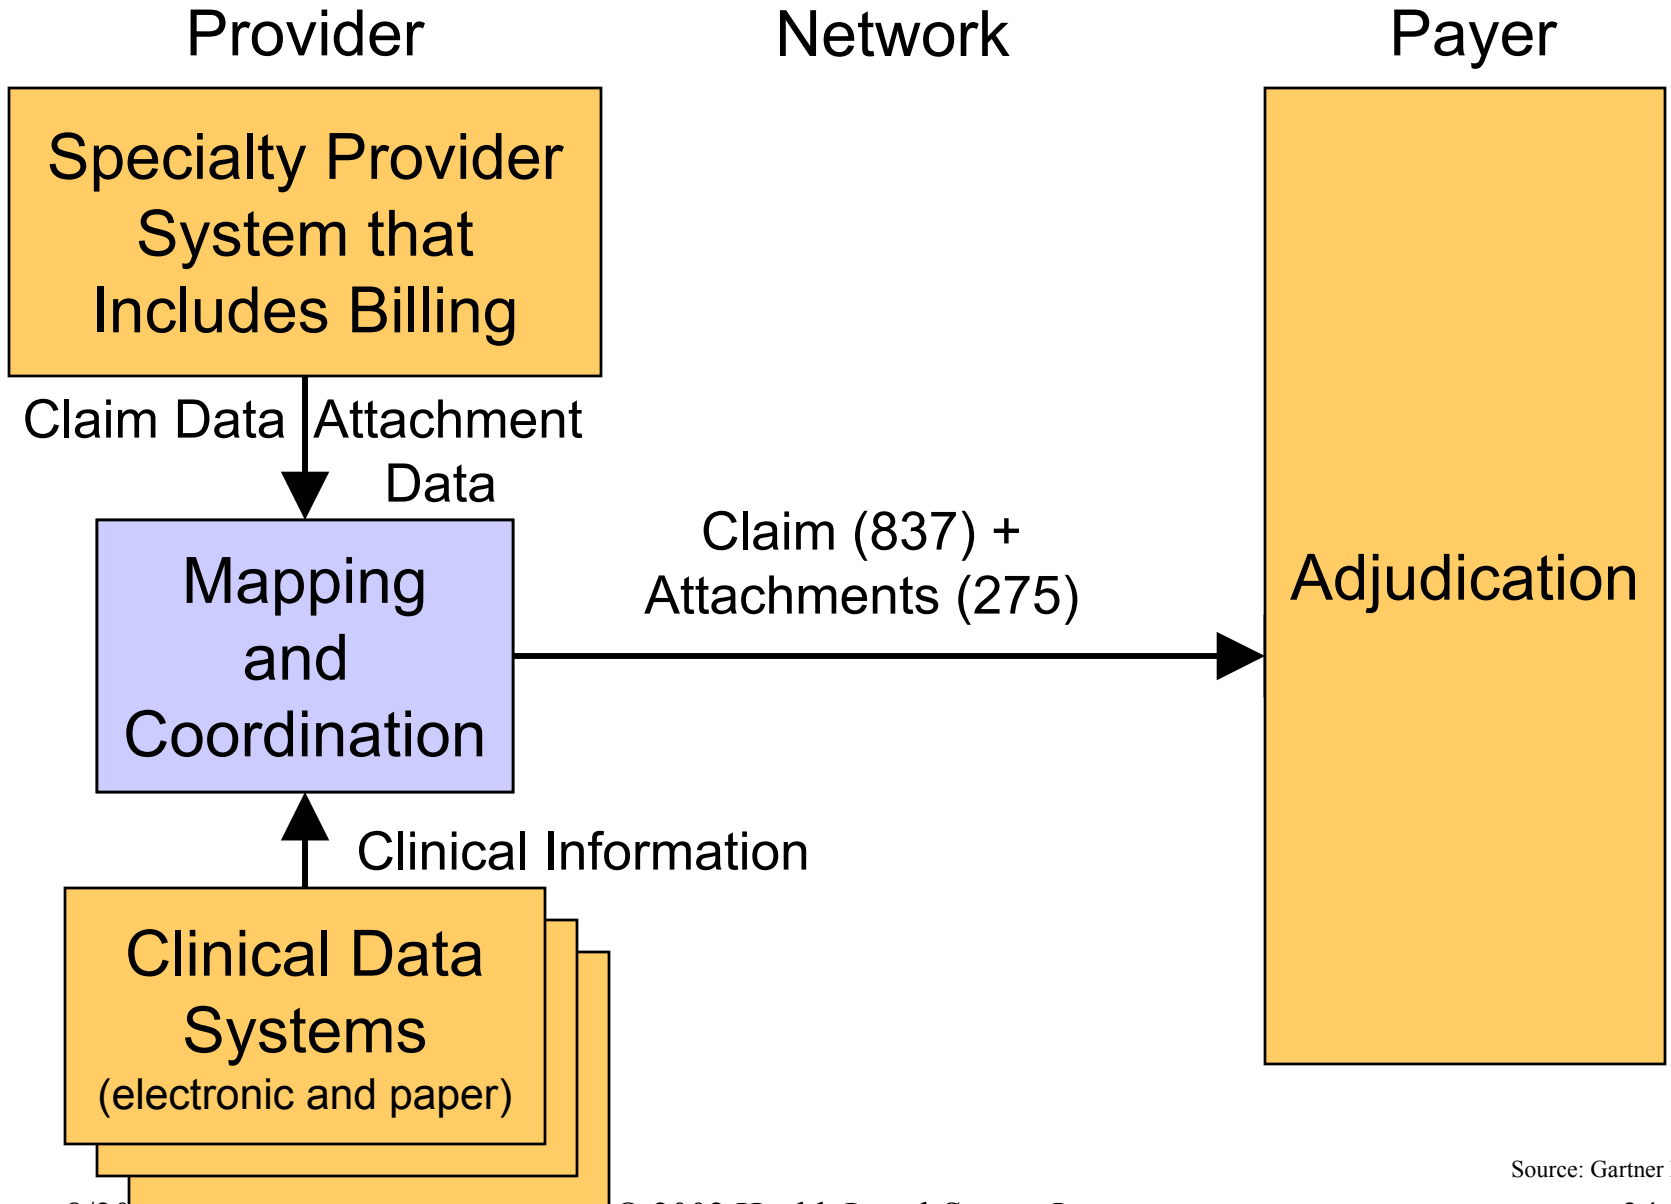 Provider
Network
Payer
Specialty Provider
System that
Includes Billing
Claim Data
Attachment
Data
Mapping
and
Coordination
Claim (837) +
Attachments (275)
Adjudication
Clinical Information
Clinical Data
Systems
(electronic and paper)
Source: Gartner